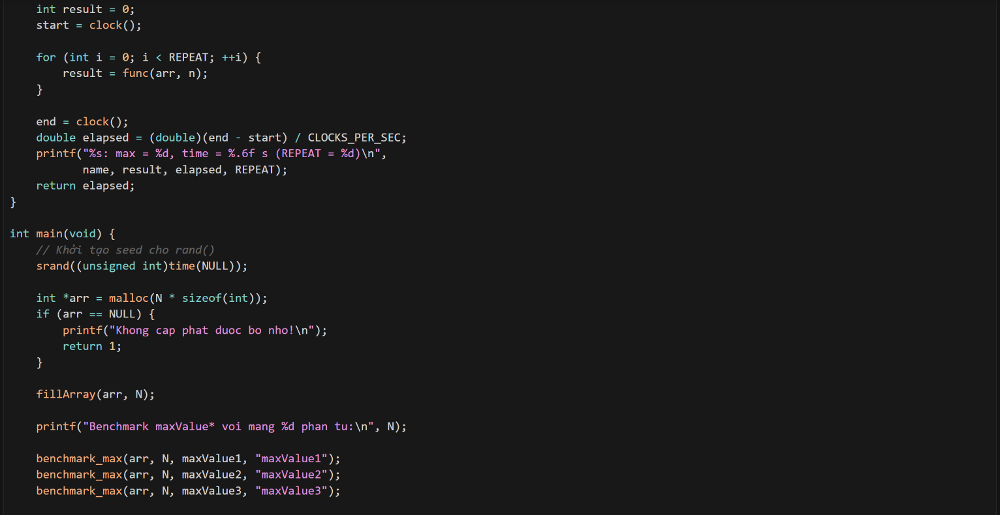 int result = 0;
    start = clock();

    for (int i = 0; i < REPEAT; ++i) {
        result = func(arr, n);
    }

    end = clock();
    double elapsed = (double)(end - start) / CLOCKS_PER_SEC;
    printf("%s: max = %d, time = %.6f s (REPEAT = %d)\n",
           name, result, elapsed, REPEAT);
    return elapsed;
}

int main(void) {
    // Khởi tạo seed cho rand()
    srand((unsigned int)time(NULL));

    int *arr = malloc(N * sizeof(int));
    if (arr == NULL) {
        printf("Khong cap phat duoc bo nho!\n");
        return 1;
    }

    fillArray(arr, N);

    printf("Benchmark maxValue* voi mang %d phan tu:\n", N);

    benchmark_max(arr, N, maxValue1, "maxValue1");
    benchmark_max(arr, N, maxValue2, "maxValue2");
    benchmark_max(arr, N, maxValue3, "maxValue3");